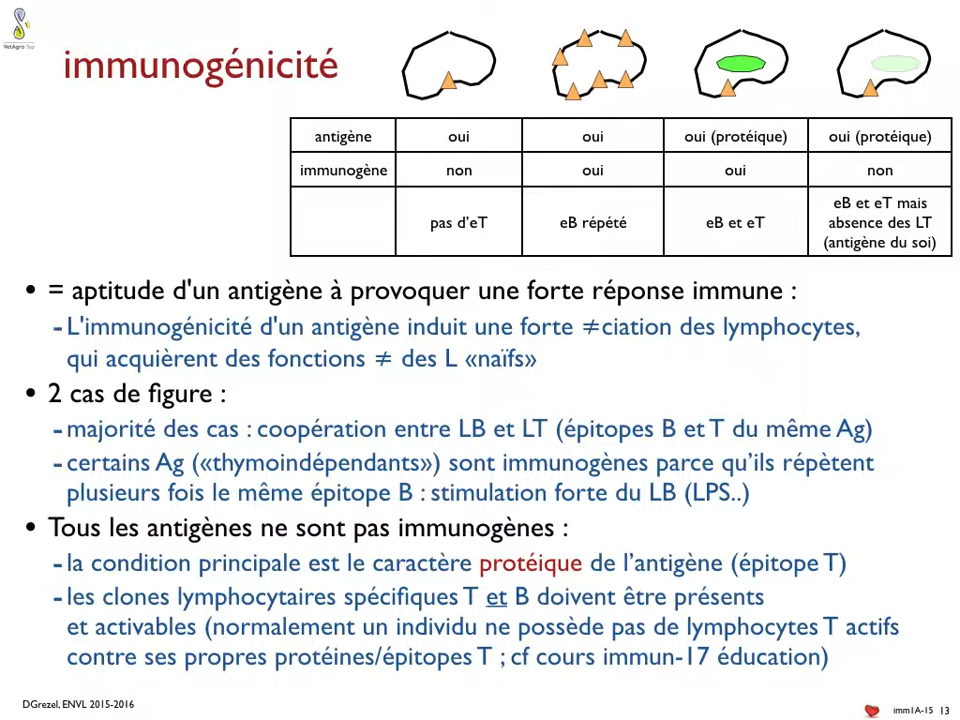 VetAgro Sup
immunogénicité
antigène oui oui oui (protéique) oui (protéique)
immunogène non oui oui non
pas d'eT eB répété eB et eT eB et eT mais
absence des LT
(antigène du soi)
• = aptitude d'un antigène à provoquer une forte réponse immune :
- L'immunogénicité d'un antigène induit une forte ≠ciation des lymphocytes,
qui acquièrent des fonctions ≠ des L «naïfs»
• 2 cas de figure :
- majorité des cas : coopération entre LB et LT (épitopes B et T du même Ag)
- certains Ag («thymoindépendants») sont immunogènes parce qu'ils répètent
plusieurs fois le même épitope B : stimulation forte du LB (LPS..)
• Tous les antigènes ne sont pas immunogènes :
- la condition principale est le caractère protéique de l'antigène (épitope T)
- les clones lymphocytaires spécifiques T et B doivent être présents
et activables (normalement un individu ne possède pas de lymphocytes T actifs
contre ses propres protéines/épitopes T ; cf cours immun-17 éducation)
DGrezel, ENVL 2015-2016
imm1A-15 13